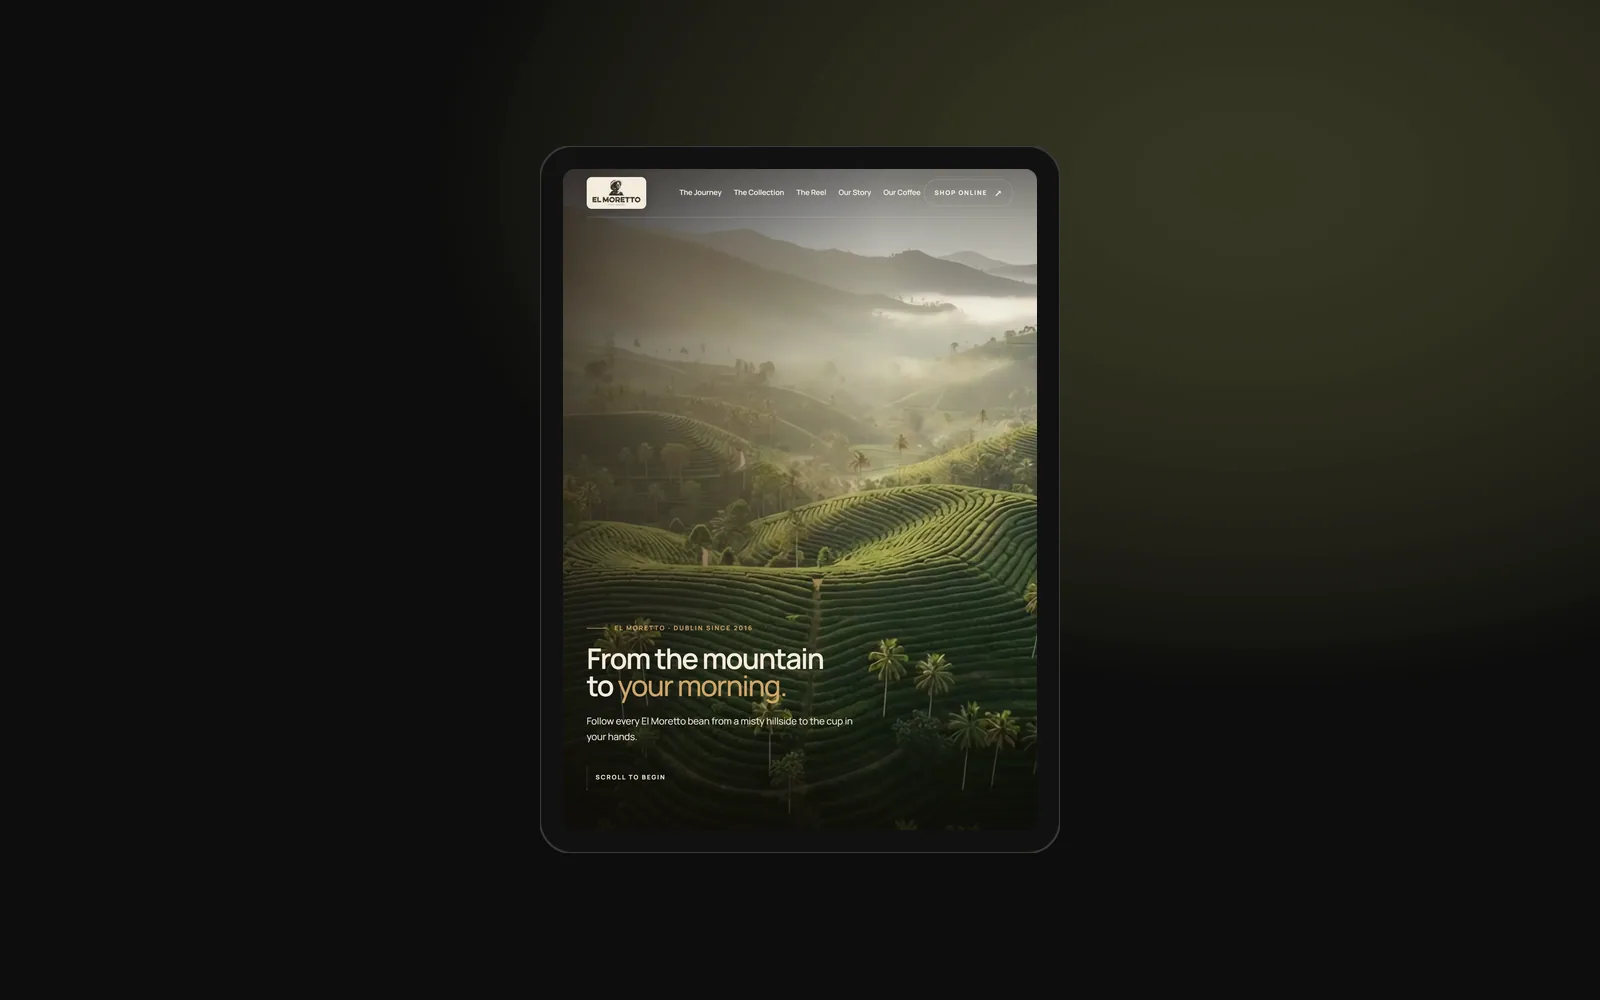 EL MORETTO
The Journey
The Collection
The Reel
Our Story
Our Coffee
SHOP ONLINE
EL MORETTO - DUBLIN SINCE 2016
From the mountain
to your morning.
Follow every El Moretto bean from a misty hillside to the cup in
your hands.
SCROLL TO BEGIN